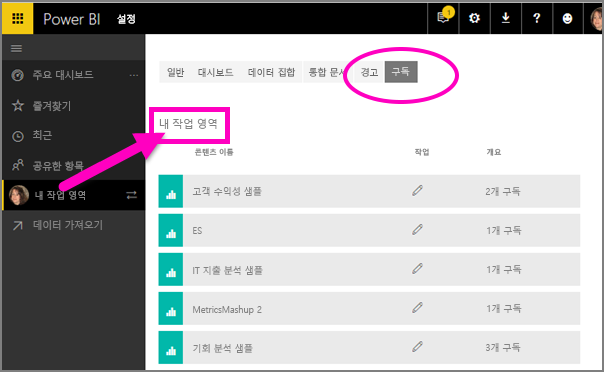 Power BI 설정
1
?
주요 대시보드 ...
즐겨찾기
최근
공유한 항목
내 작업 영역
데이터 가져오기
일반 대시보드 데이터 집합 통합 문서 경고 구독
내 작업 영역
콘텐츠 이름 작업 개요
고객 수익성 샘플 2개 구독
ES 1개 구독
IT 지출 분석 샘플 1개 구독
MetricsMashup 2 1개 구독
기회 분석 샘플 3개 구독